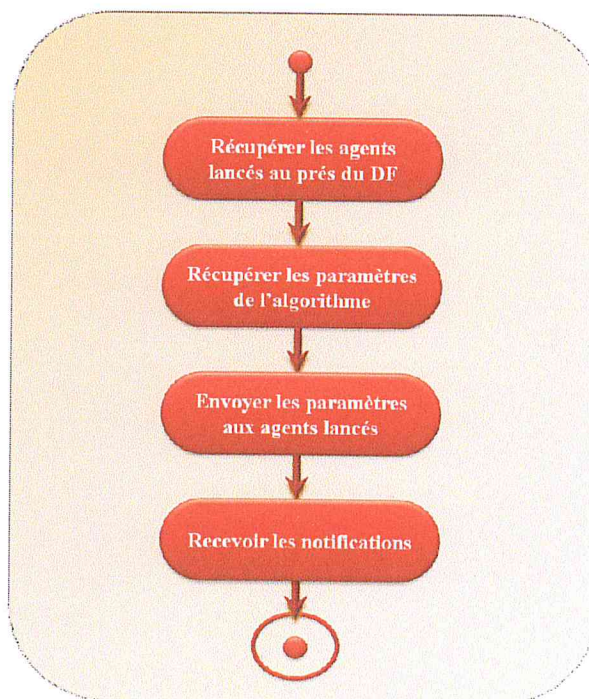 Récupérer les agents
lancés au prés du DF
Récupérer les paramètres
de l'algorithme
Envoyer les paramètres
aux agents lancés
Recevoir les notifications